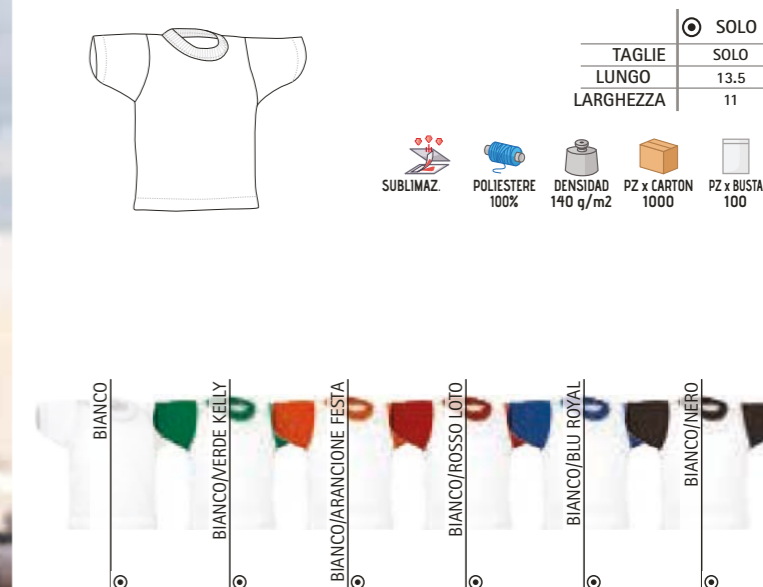 SOLO
TAGLIE SOLO
LUNGO 13.5
LARGHEZZA 11
SUBLIMAZ.
POLIESTERE
100%
DENSIDAD
140 g/m2
PZ x CARTON
1000
PZ x BUSTA
100
BIANCO
BIANCO/VERDE KELLY
BIANCO/ARANCIONE FESTA
BIANCO/ROSSO LOTO
BIANCO/BLU ROYAL
BIANCO/NERO